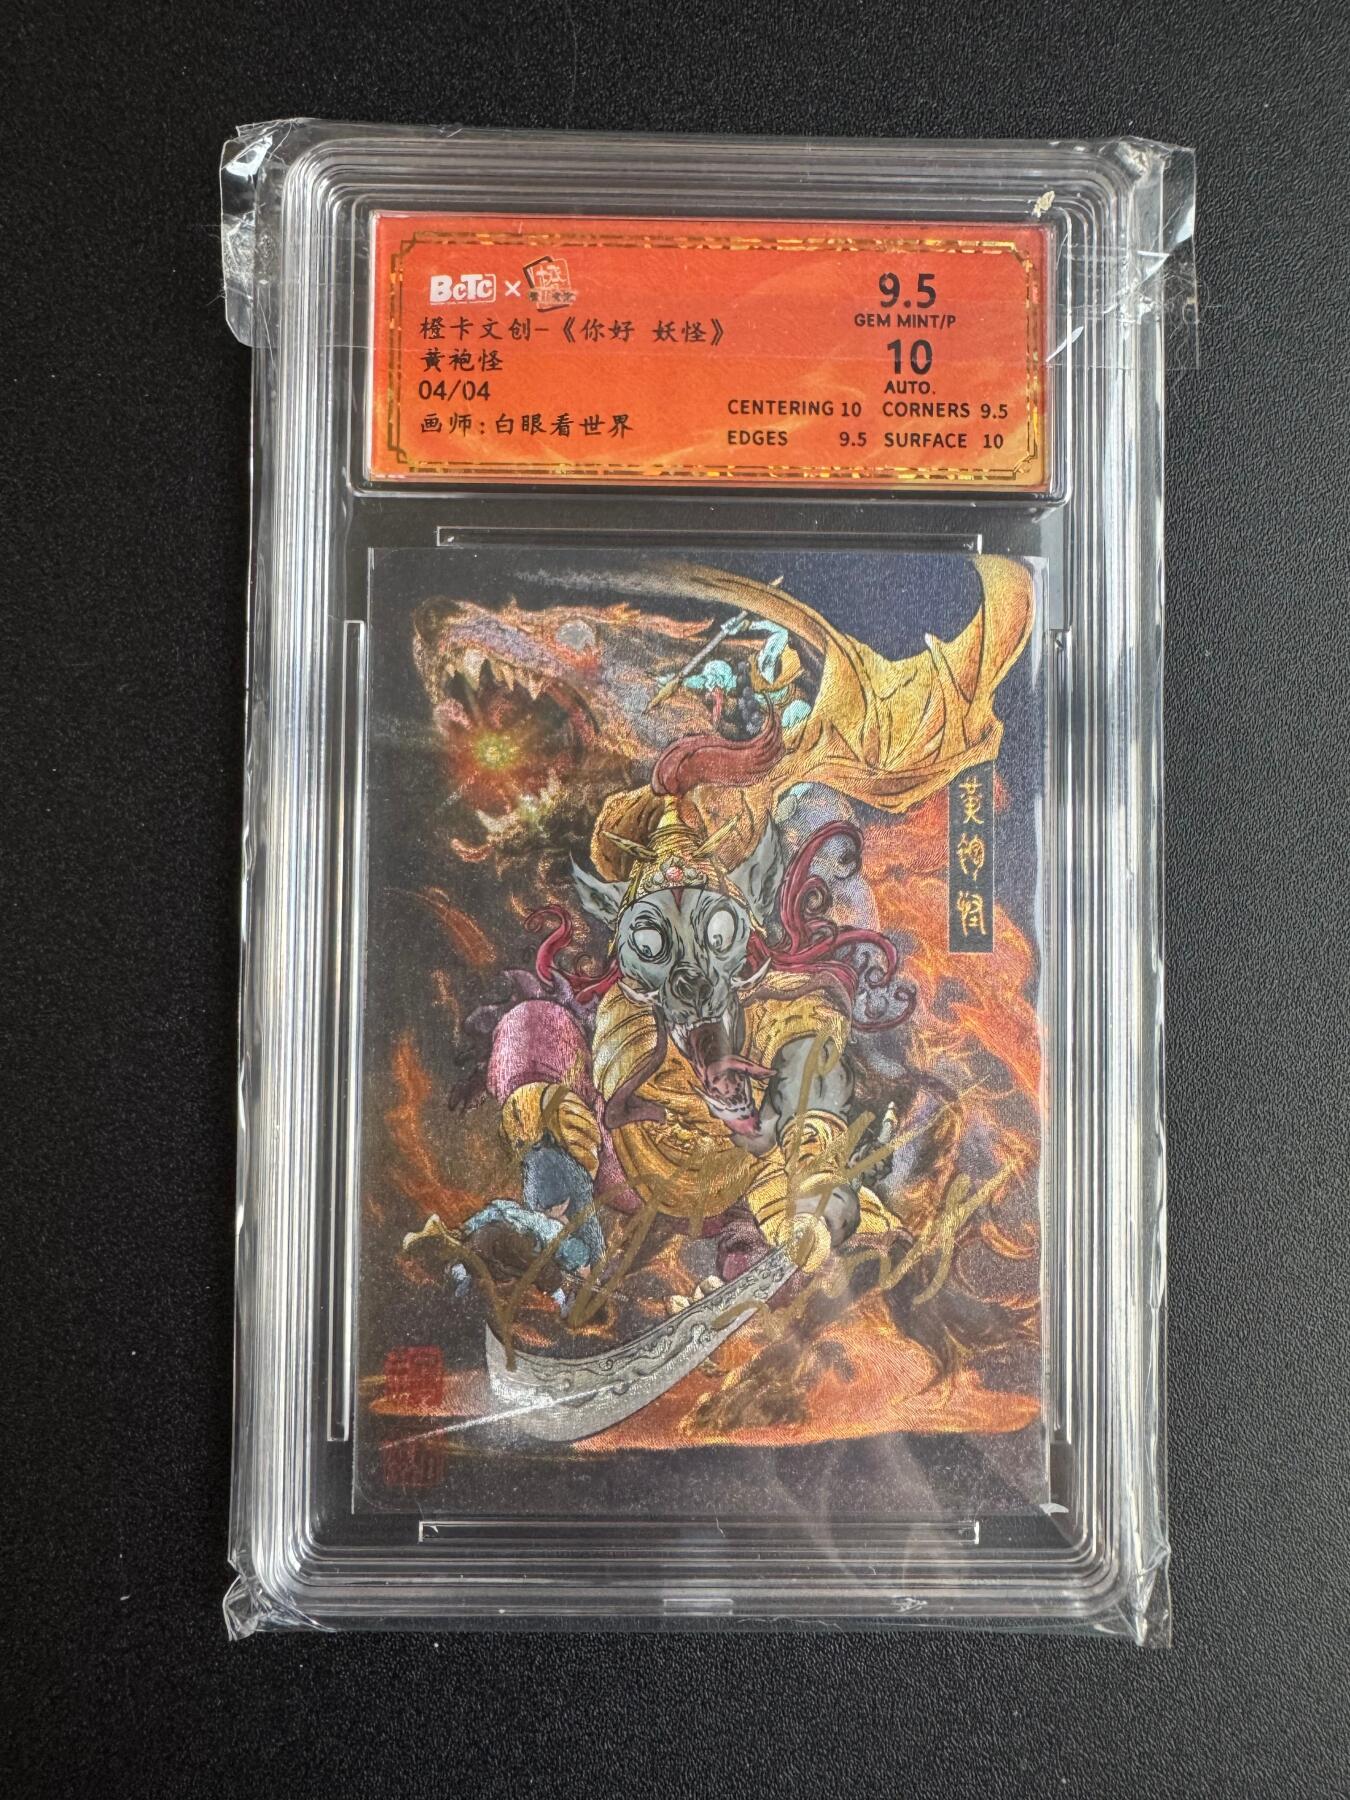 BCTC × 橙
橙卡文创-《你好 妖怪》
黄袍怪
04/04
画师:白眼看世界
9.5
GEM MINT/P
10
AUTO.
CENTERING 10 CORNERS 9.5
EDGES 9.5 SURFACE 10
黄袍怪